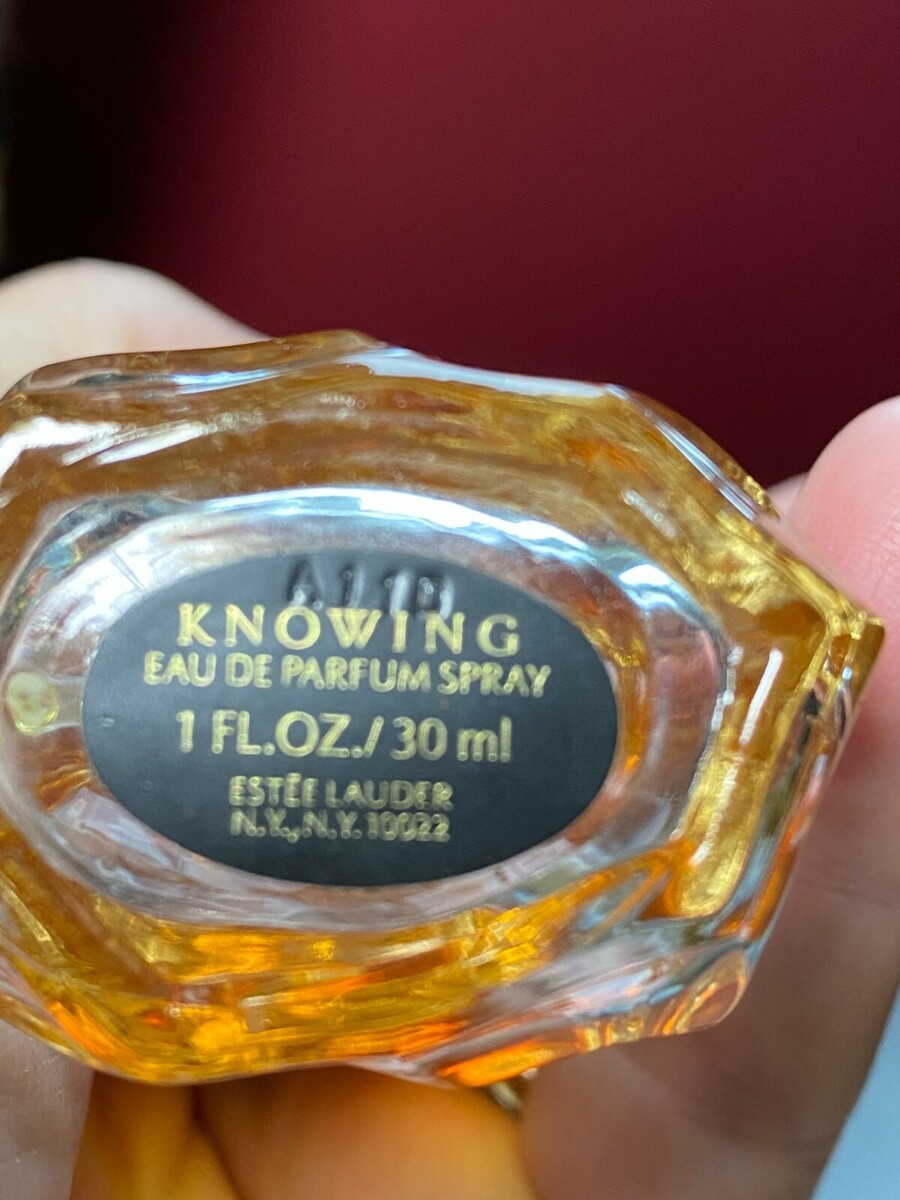 KNOWING
EAU DE PARFUM SPRAY
1 FL.OZ./ 30 ml
ESTÉE LAUDER
N.Y., N.Y. 10022